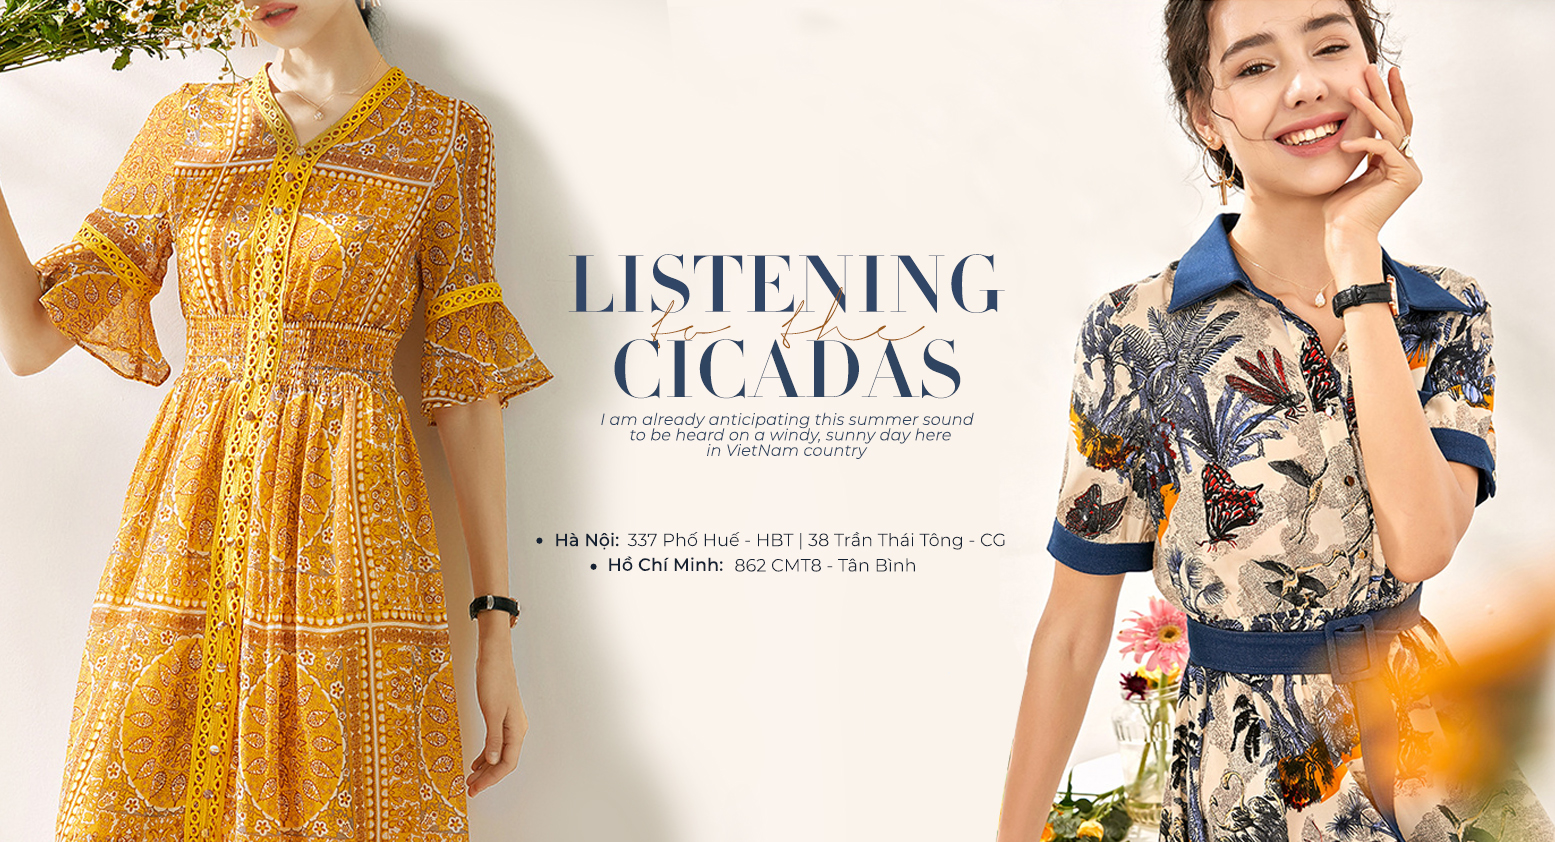 LISTENING
to the
CICADAS
I am already anticipating this summer sound
to be heard on a windy, sunny day here
in VietNam country
• Hà Nội: 337 Phố Huế - HBT | 38 Trần Thái Tông - CG
• Hồ Chí Minh: 862 CMT8 - Tân Bình